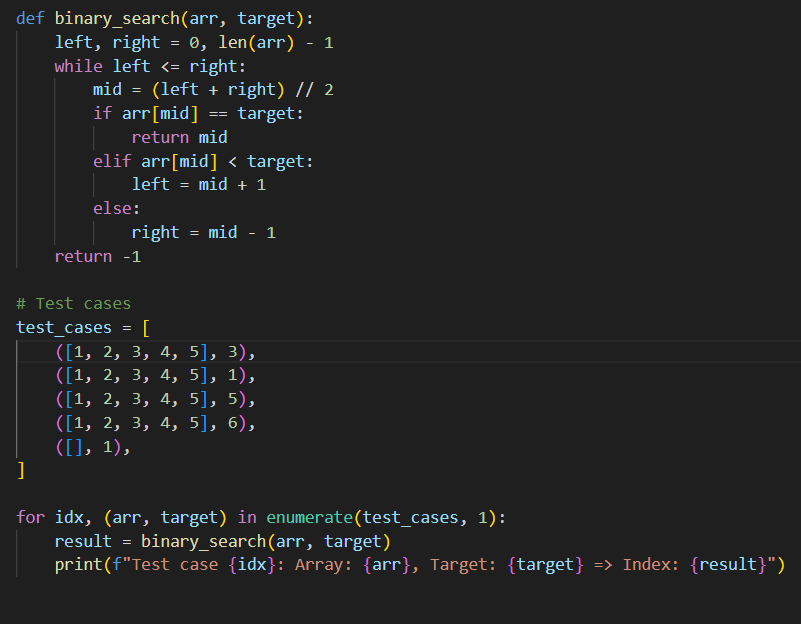 def binary_search(arr, target):
    left, right = 0, len(arr) - 1
    while left <= right:
        mid = (left + right) // 2
        if arr[mid] == target:
            return mid
        elif arr[mid] < target:
            left = mid + 1
        else:
            right = mid - 1
    return -1

# Test cases
test_cases = [
    ([1, 2, 3, 4, 5], 3),
    ([1, 2, 3, 4, 5], 1),
    ([1, 2, 3, 4, 5], 5),
    ([1, 2, 3, 4, 5], 6),
    ([], 1),
]

for idx, (arr, target) in enumerate(test_cases, 1):
    result = binary_search(arr, target)
    print(f"Test case {idx}: Array: {arr}, Target: {target} => Index: {result}")